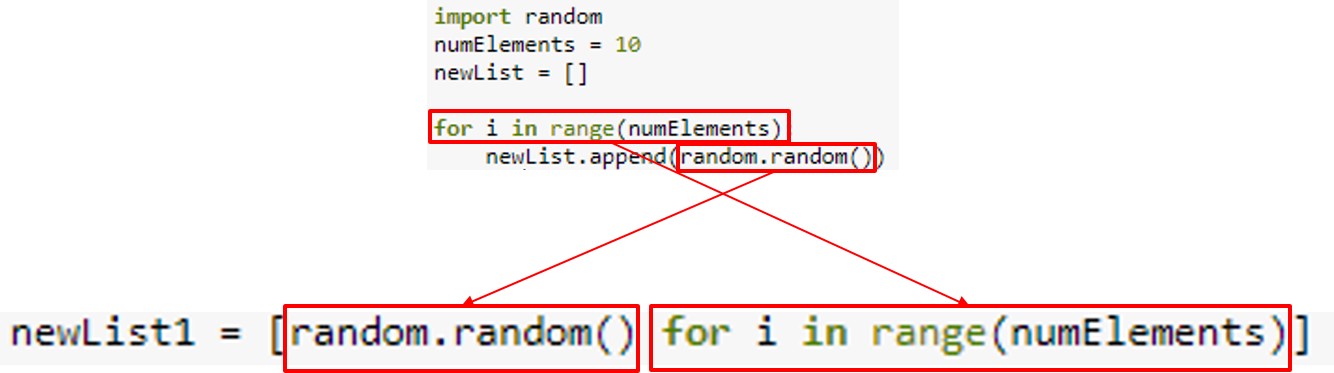 import random
numElements = 10
newList = []
for i in range(numElements)
newList.append(random.random())
newList1 = [random.random() for i in range(numElements)]